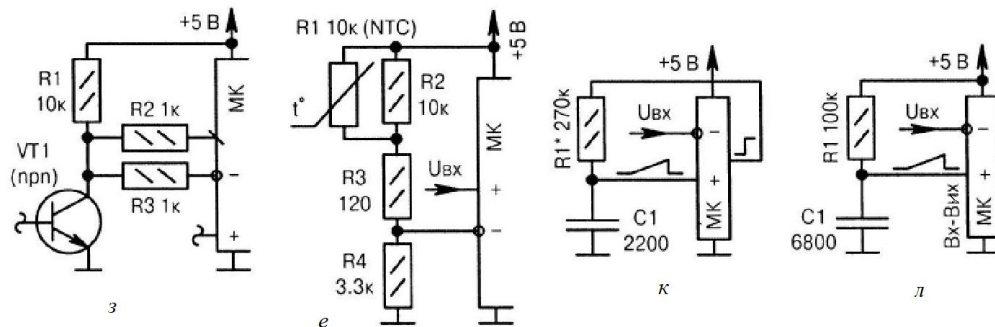 +5 В
R1
10к
R2 1к
МК
VT1
(npn)
R3 1к
−
+
з
R1 10к (NTC)
+5 В
R2
10к
t°
МК
R3
120
Uвх
+
−
R4
3.3к
е
+5 В
R1* 270к
Uвх
−
+
МК
C1
2200
к
+5 В
R1 100к
Uвх
−
+
МК
Вх-Вих
C1
6800
л